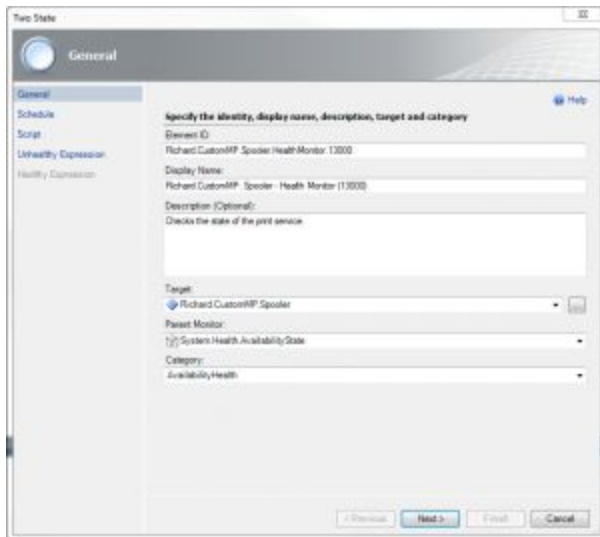 Two State
General
General
Schedule
Script
Unhealthy Expression
Healthy Expression
Help
Specify the identity, display name, description, target and category
Element ID:
Richard.CustomMP.Spooler.HealthMonitor.13000
Display Name:
Richard.CustomMP. Spooler - Health Monitor (13000)
Description (Optional):
Checks the state of the print service.
Target:
Richard.CustomMP.Spooler
...
Parent Monitor:
System.Health.AvailabilityState
Category:
AvailabilityHealth
< Previous
Next >
Finish
Cancel